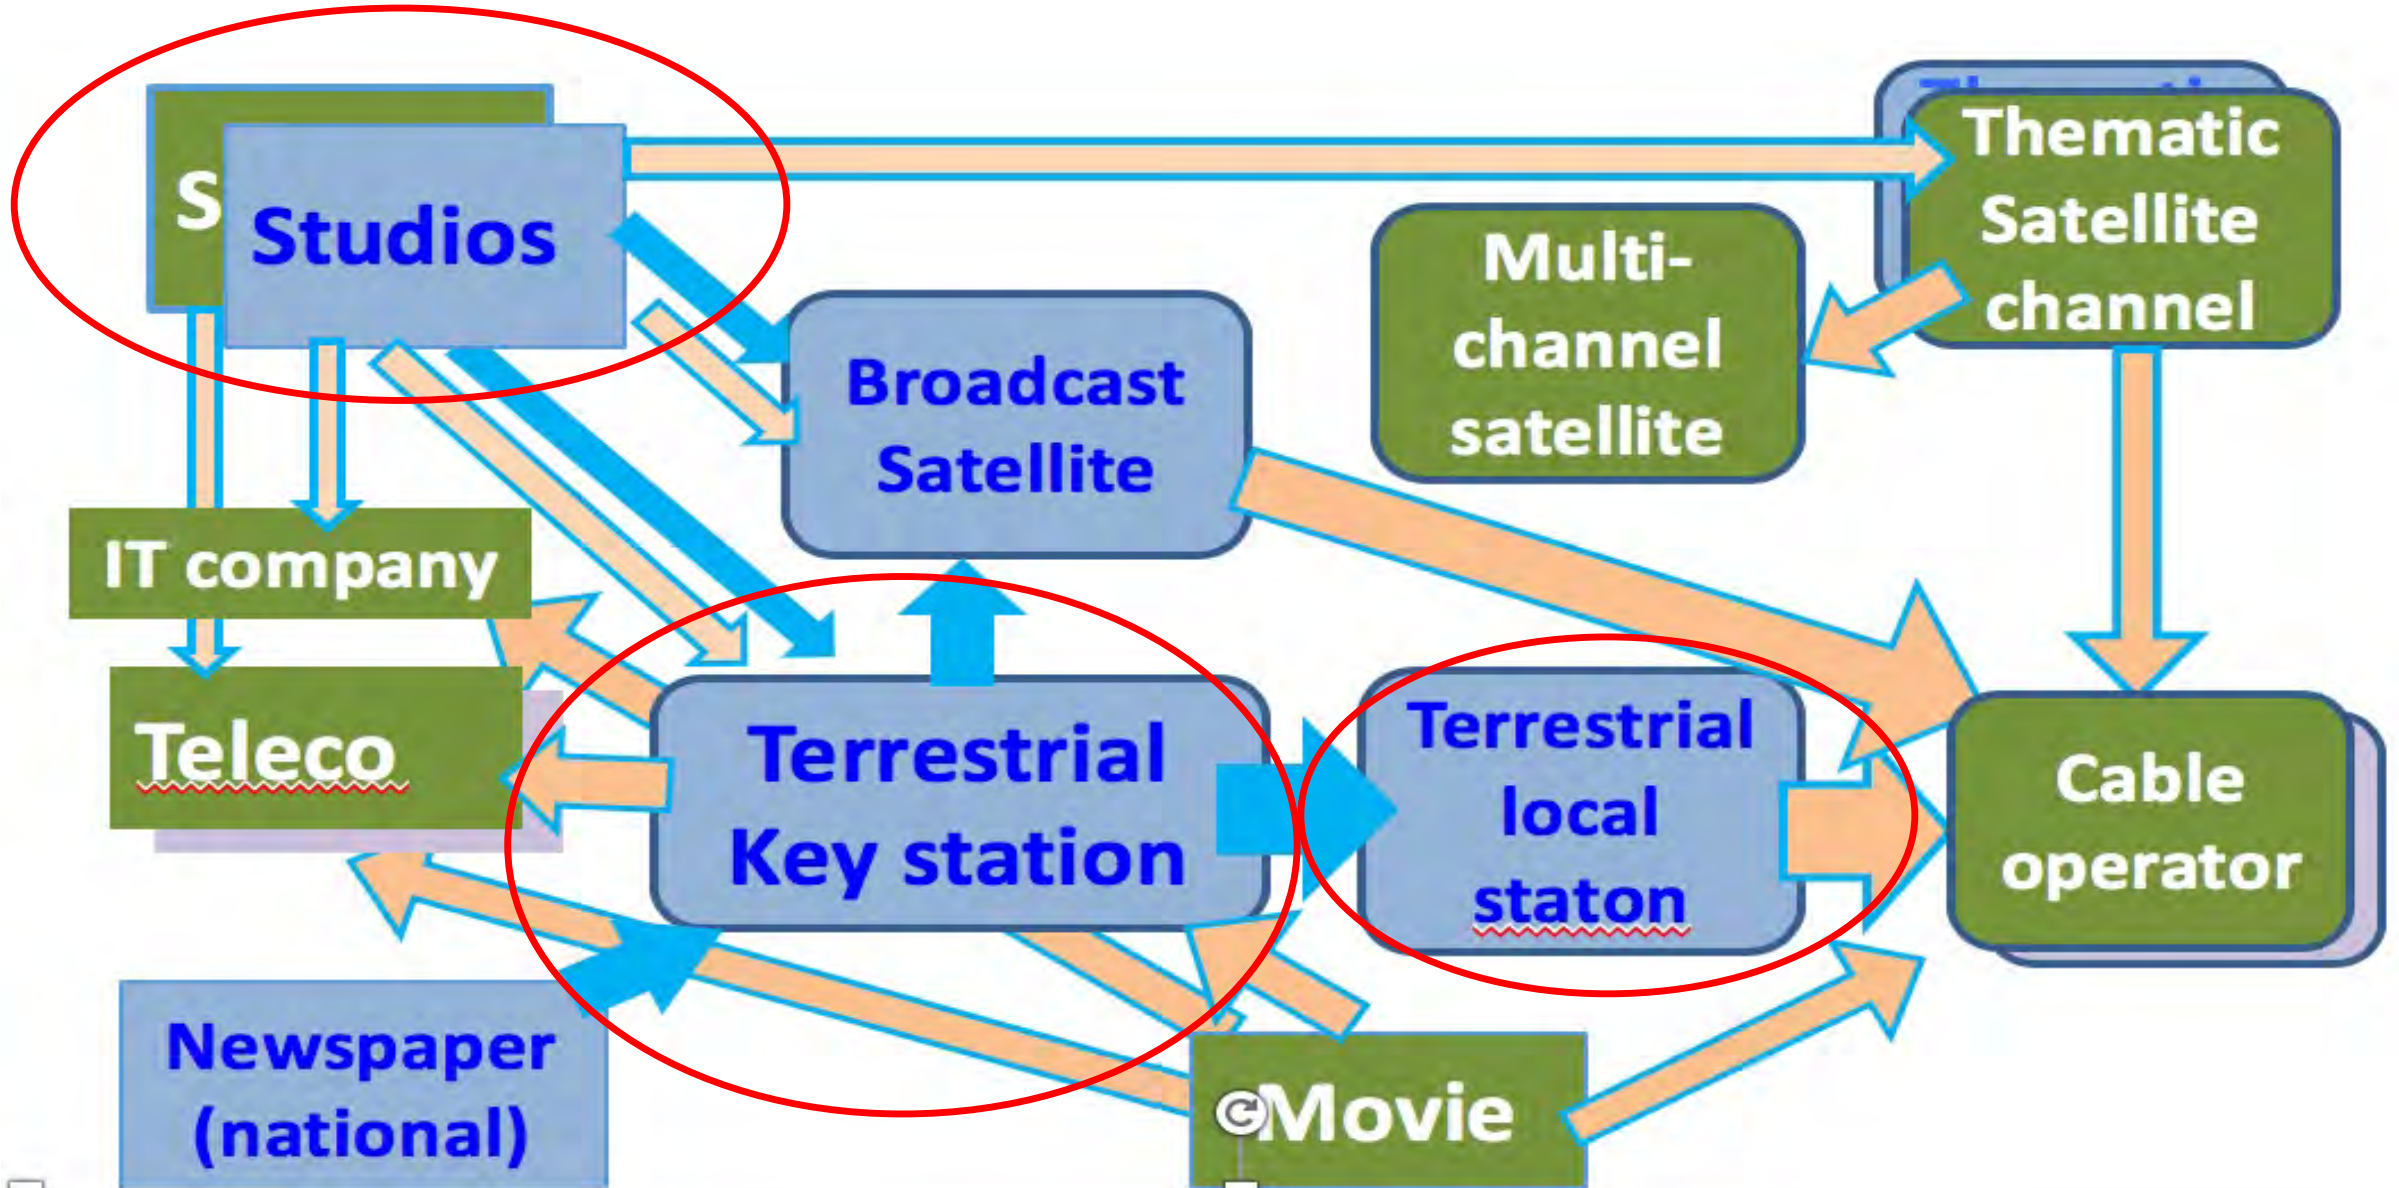 S
Studios
Thematic
Satellite
channel
Multi-
channel
satellite
Broadcast
Satellite
IT company
Teleco
Terrestrial
Key station
Terrestrial
local
staton
Cable
operator
Newspaper
(national)
Movie